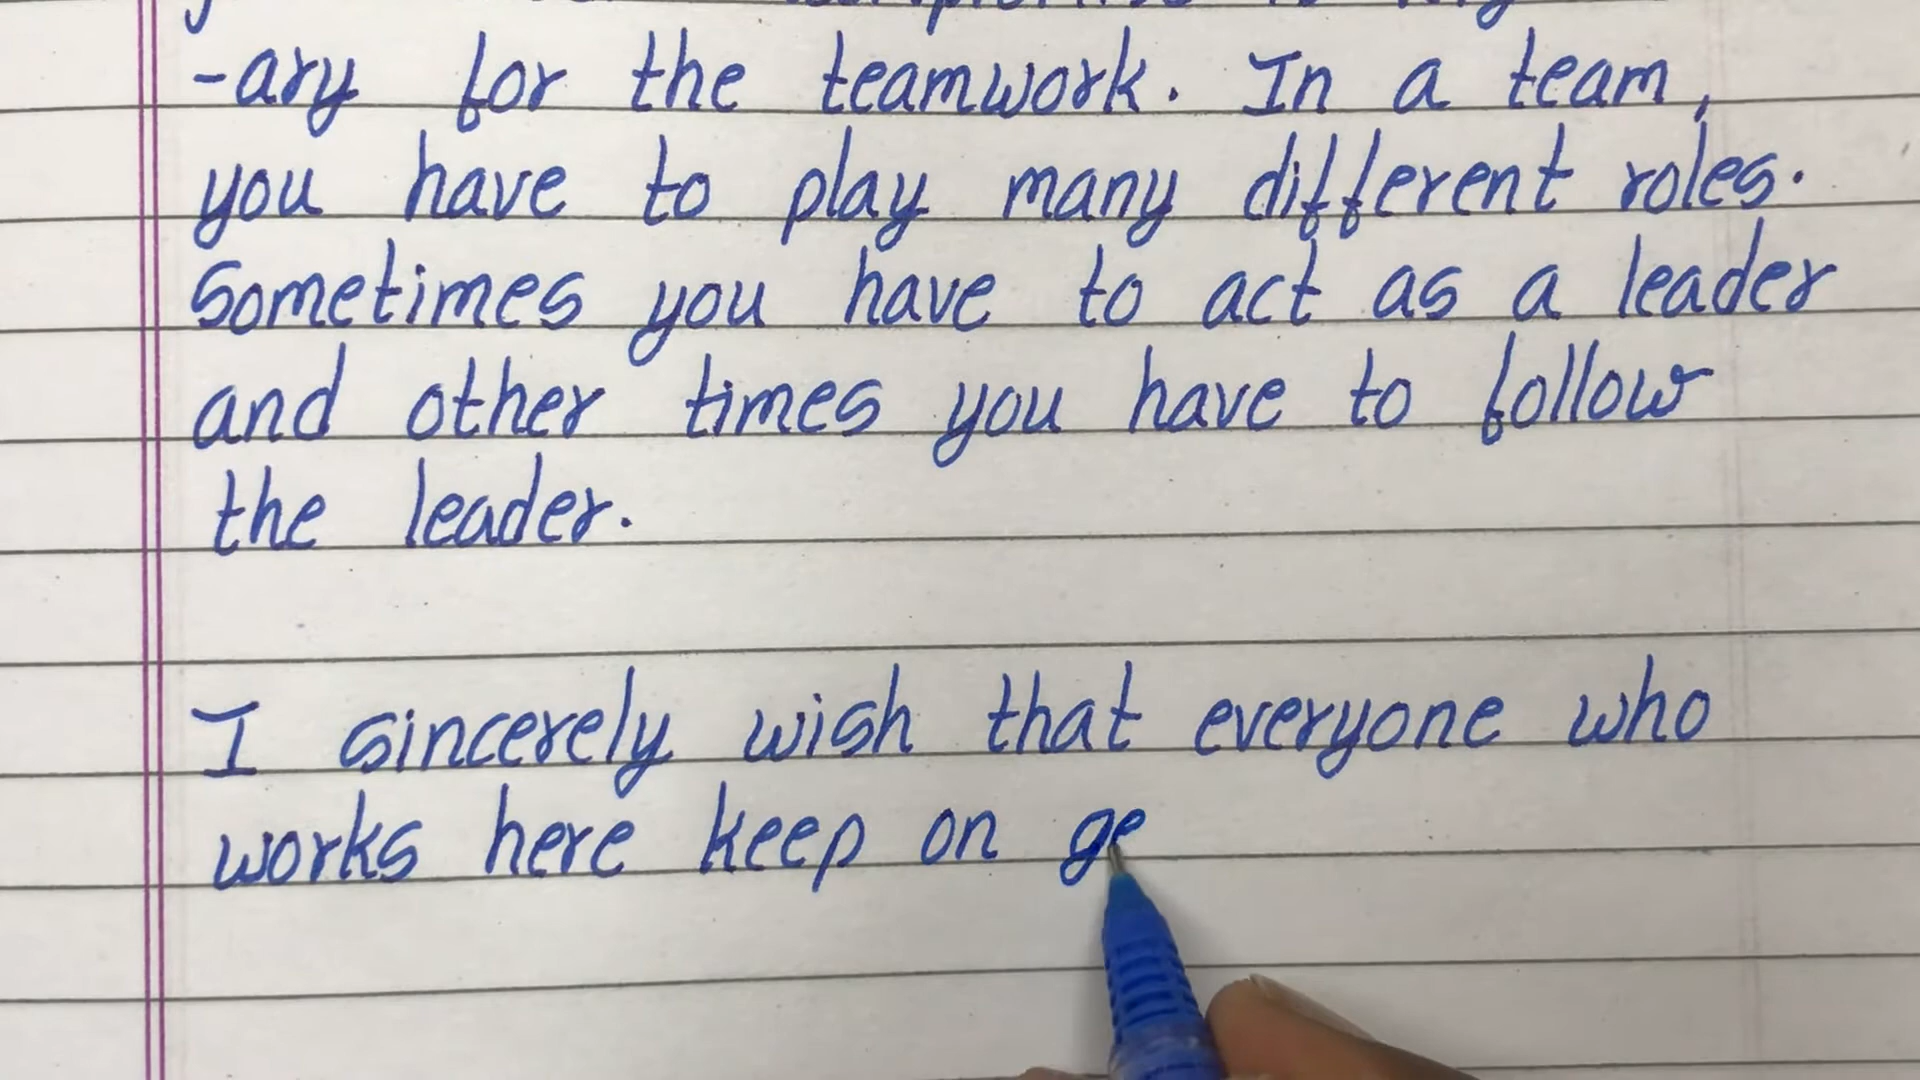 -ary for the teamwork. In a team,
you have to play many different roles.
Sometimes you have to act as a leader
and other times you have to follow
the leader.
I sincerely wish that everyone who
works here keep on ge